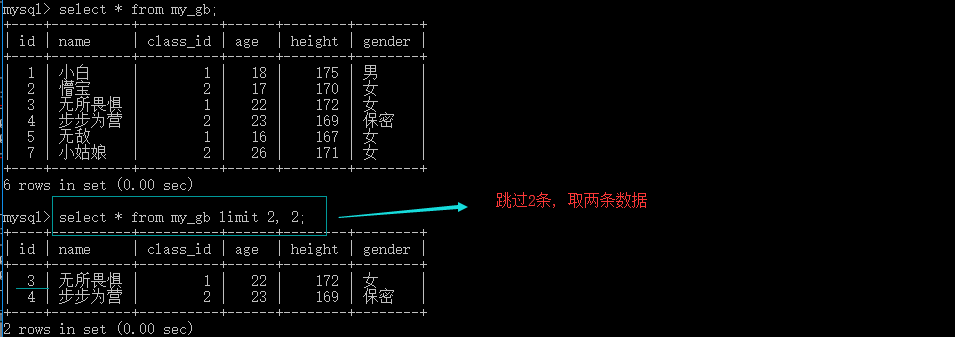 mysql> select * from my_gb;
+----+----------+----------+------+--------+--------+
| id | name     | class_id | age  | height | gender |
+----+----------+----------+------+--------+--------+
|  1 | 小白     |        1 |   18 |    175 | 男     |
|  2 | 懵宝     |        2 |   17 |    170 | 女     |
|  3 | 无所畏惧 |        1 |   22 |    172 | 女     |
|  4 | 步步为营 |        2 |   23 |    169 | 保密   |
|  5 | 无敌     |        1 |   16 |    167 | 女     |
|  7 | 小姑娘   |        2 |   26 |    171 | 女     |
+----+----------+----------+------+--------+--------+
6 rows in set (0.00 sec)
mysql> select * from my_gb limit 2, 2;
跳过2条，取两条数据
+----+----------+----------+------+--------+--------+
| id | name     | class_id | age  | height | gender |
+----+----------+----------+------+--------+--------+
|  3 | 无所畏惧 |        1 |   22 |    172 | 女     |
|  4 | 步步为营 |        2 |   23 |    169 | 保密   |
+----+----------+----------+------+--------+--------+
2 rows in set (0.00 sec)